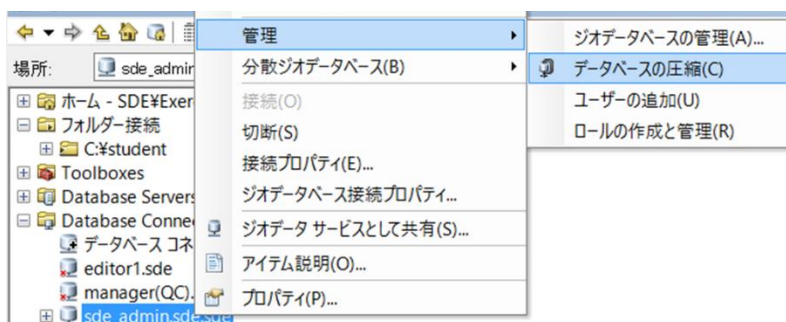 場所:
sde_admin
ホーム - SDE¥Exer
フォルダー接続
C:¥student
Toolboxes
Database Servers
Database Conne
データベース コネ
editor1.sde
manager(QC).
sde_admin.sde.sde
管理
分散ジオデータベース(B)
接続(O)
切断(S)
接続プロパティ(E)...
ジオデータベース接続プロパティ...
ジオデータ サービスとして共有(S)...
アイテム説明(O)...
プロパティ(P)...
ジオデータベースの管理(A)...
データベースの圧縮(C)
ユーザーの追加(U)
ロールの作成と管理(R)